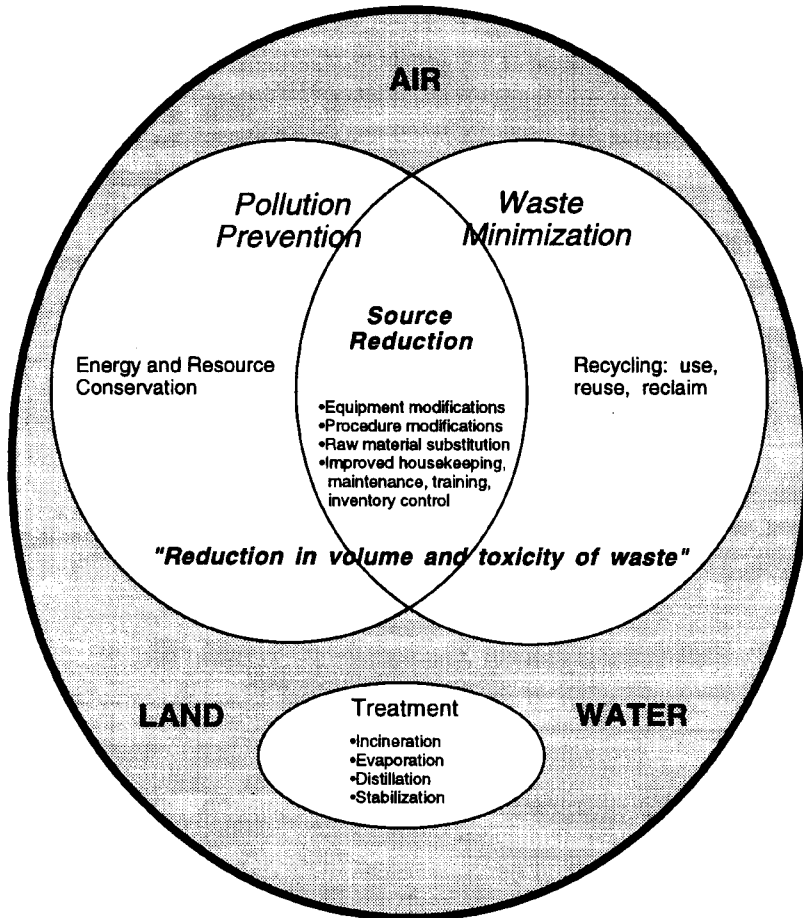 AIR
Pollution
Prevention
Waste
Minimization
Source
Reduction
Energy and Resource
Conservation
Recycling: use,
reuse, reclaim
•Equipment modifications
•Procedure modifications
•Raw material substitution
•Improved housekeeping,
maintenance, training,
inventory control
"Reduction in volume and toxicity of waste"
LAND
WATER
Treatment
•Incineration
•Evaporation
•Distillation
•Stabilization